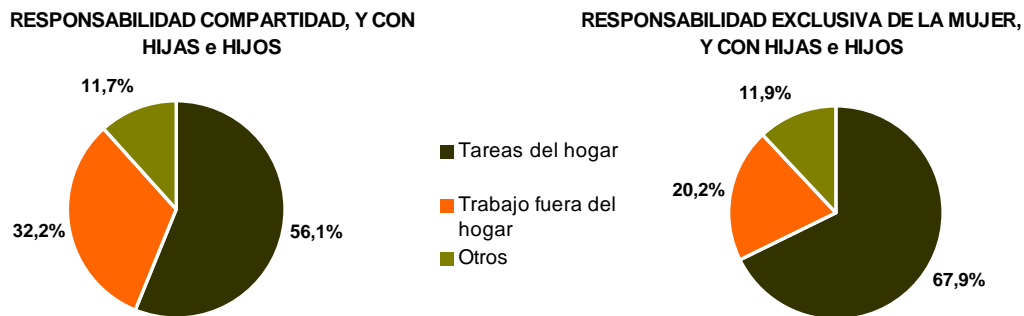 RESPONSABILIDAD COMPARTIDAD, Y CON
HIJAS e HIJOS
11,7%
32,2%
56,1%
Tareas del hogar
Trabajo fuera del
hogar
Otros
RESPONSABILIDAD EXCLUSIVA DE LA MUJER,
Y CON HIJAS e HIJOS
11,9%
20,2%
67,9%